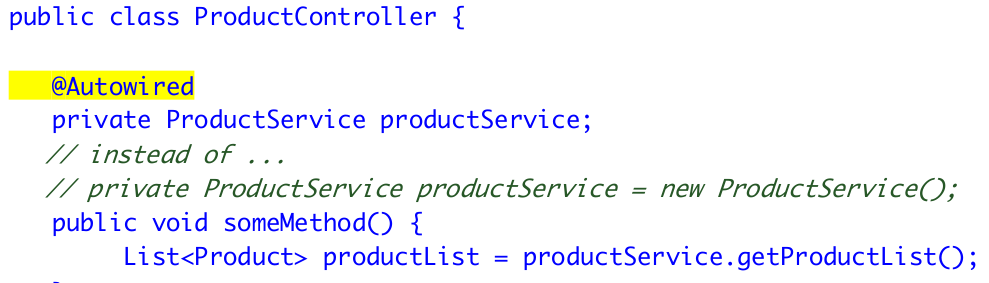 public class ProductController {
@Autowired
private ProductService productService;
// instead of ...
// private ProductService productService = new ProductService();
public void someMethod() {
List<Product> productList = productService.getProductList();